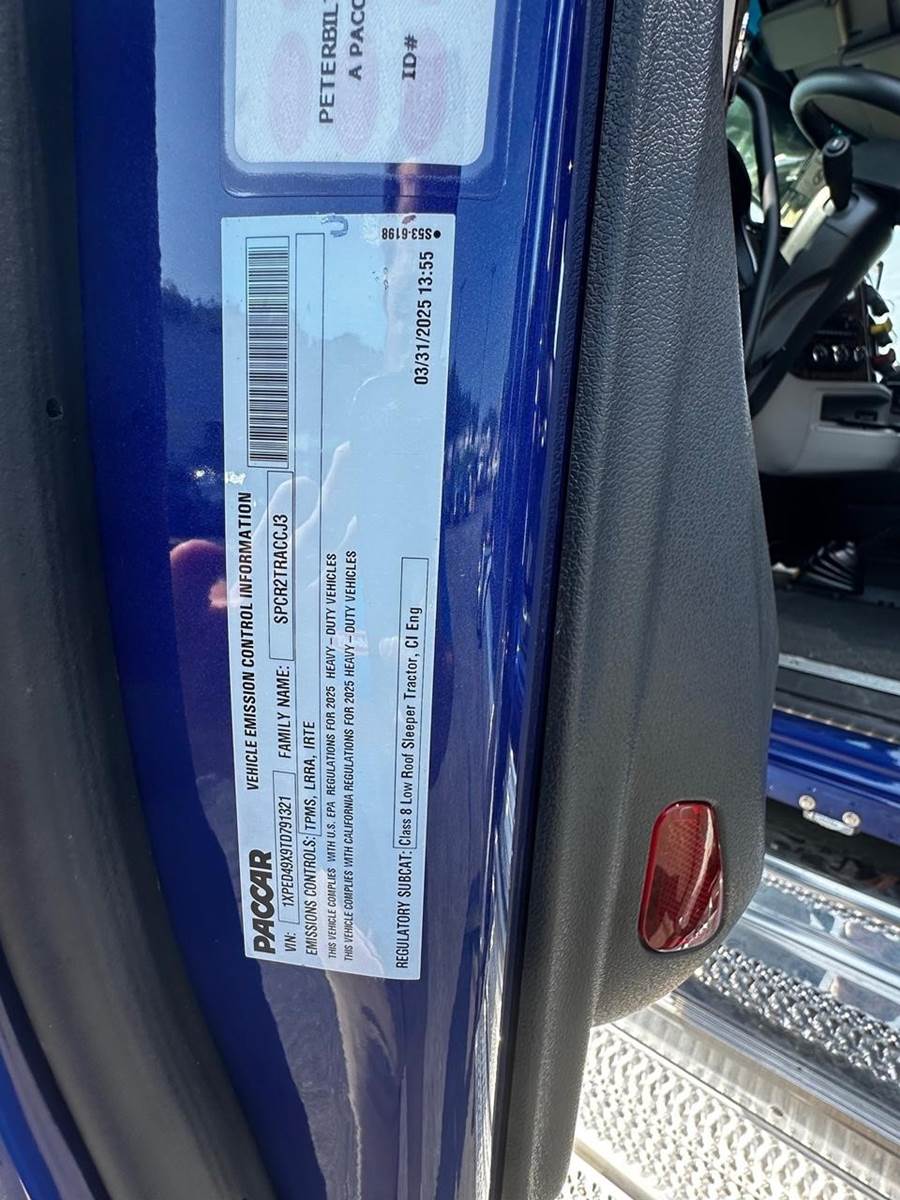 PETERBIL
A PACC
ID#
PACCAR
VEHICLE EMISSION CONTROL INFORMATION
VIN: 1XPED49X9TD791321 FAMILY NAME: SPCR2TRACCJ3
EMISSIONS CONTROLS: TPMS, LRRA, IRTE
THIS VEHICLE COMPLIES WITH U.S. EPA REGULATIONS FOR 2025 HEAVY-DUTY VEHICLES
THIS VEHICLE COMPLIES WITH CALIFORNIA REGULATIONS FOR 2025 HEAVY-DUTY VEHICLES
REGULATORY SUBCAT: Class 8 Low Roof Sleeper Tractor, CI Eng
03/31/2025 13:55
●S53-6198